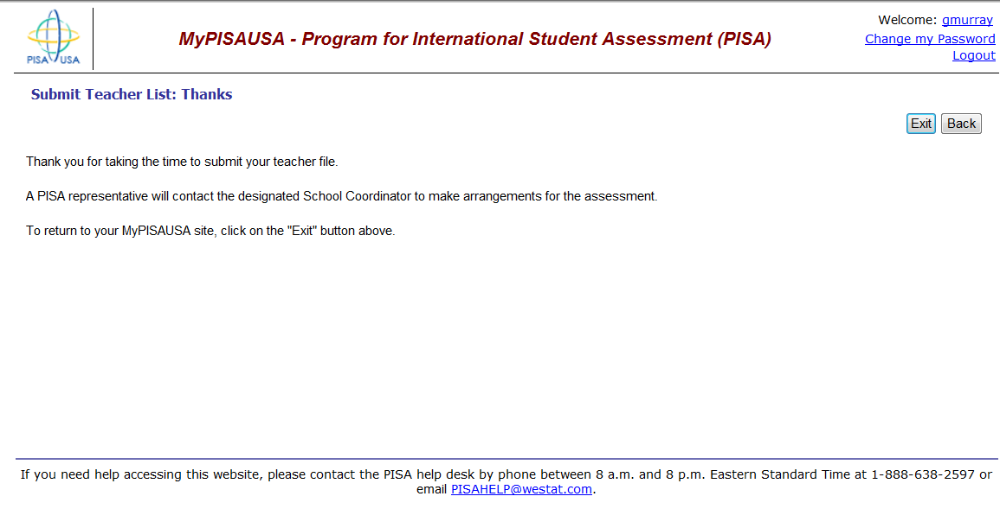 PISA USA
MyPISAUSA - Program for International Student Assessment (PISA)
Welcome: gmurray
Change my Password
Logout
Submit Teacher List: Thanks
Exit Back
Thank you for taking the time to submit your teacher file.
A PISA representative will contact the designated School Coordinator to make arrangements for the assessment.
To return to your MyPISAUSA site, click on the "Exit" button above.
If you need help accessing this website, please contact the PISA help desk by phone between 8 a.m. and 8 p.m. Eastern Standard Time at 1-888-638-2597 or
email PISAHELP@westat.com.